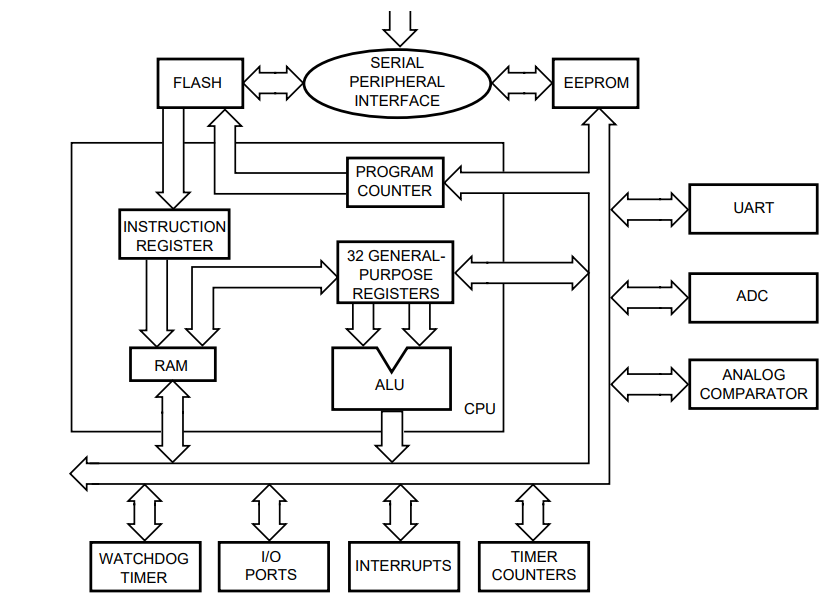 SERIAL
PERIPHERAL
INTERFACE
FLASH
EEPROM
PROGRAM
COUNTER
UART
INSTRUCTION
REGISTER
32 GENERAL-
PURPOSE
REGISTERS
ADC
RAM
ALU
CPU
ANALOG
COMPARATOR
WATCHDOG
TIMER
I/O
PORTS
INTERRUPTS
TIMER
COUNTERS